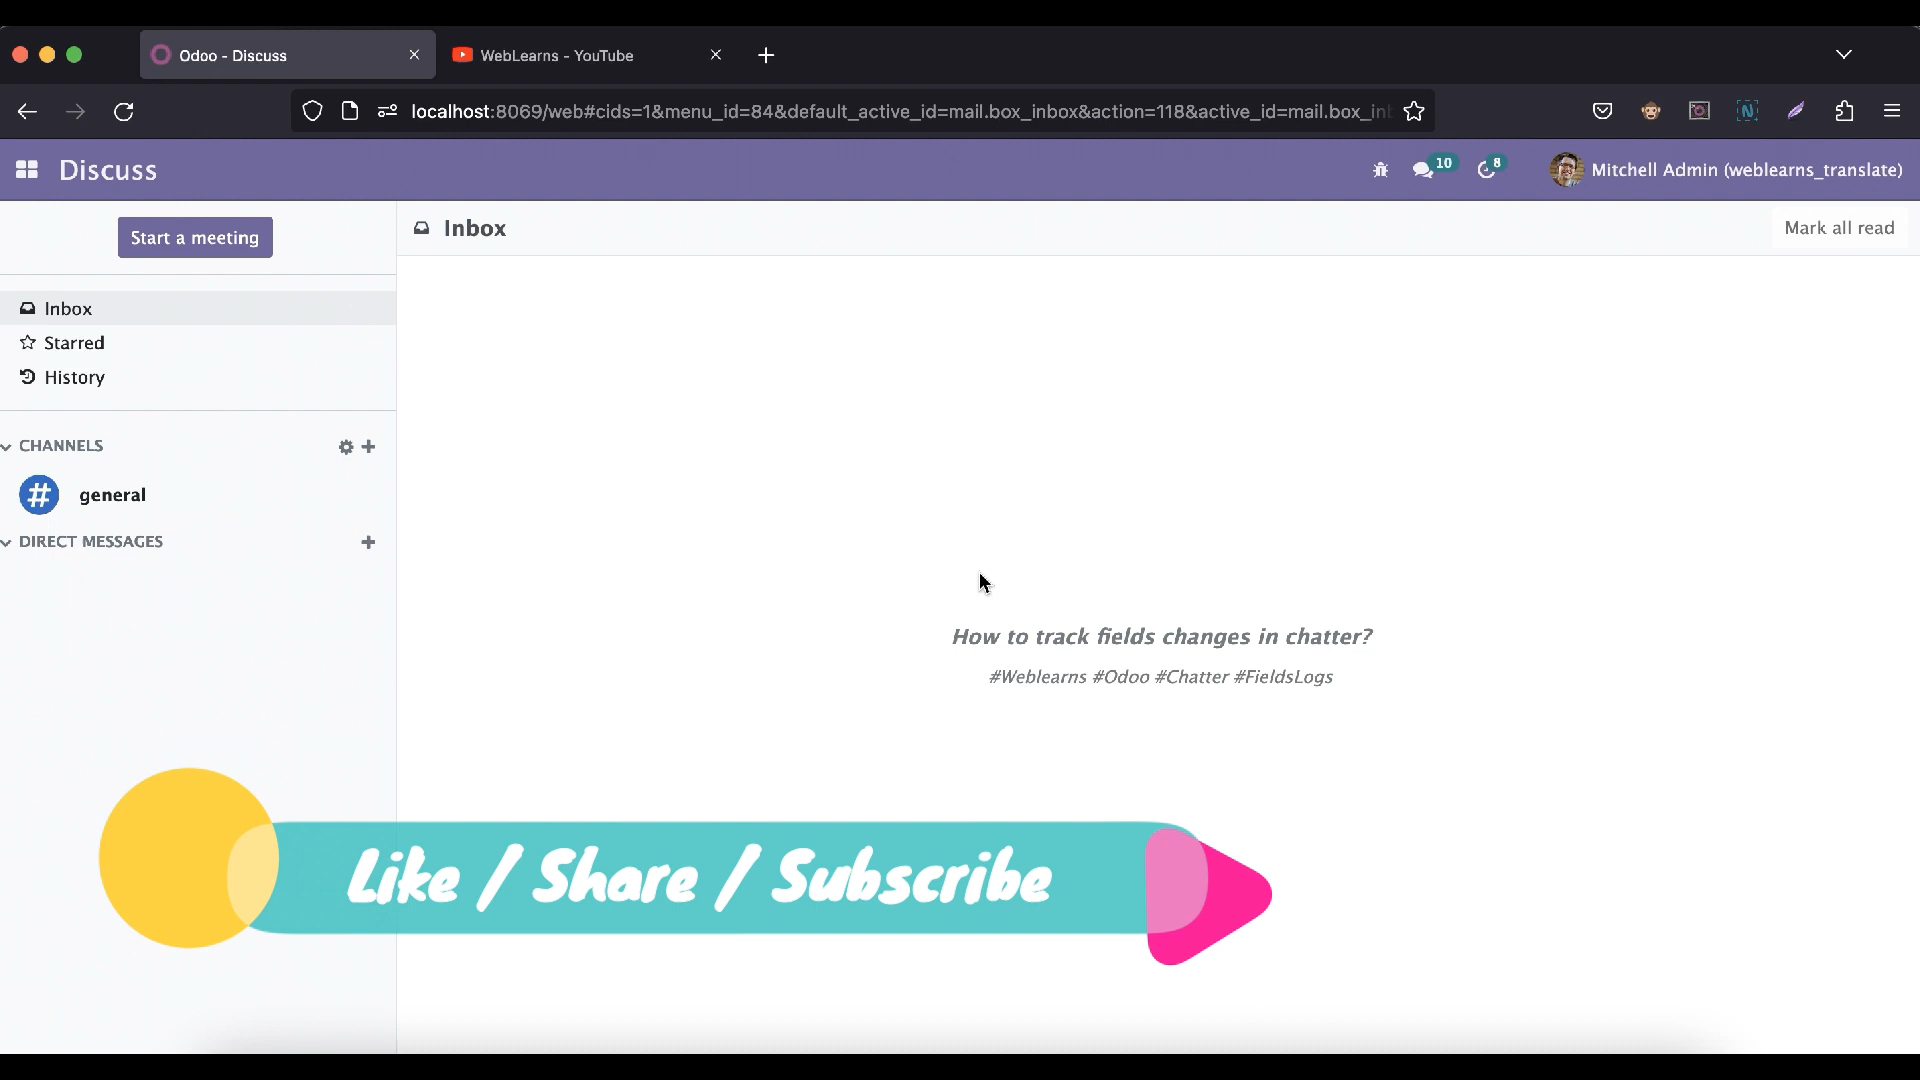 Odoo - Discuss
WebLearns - YouTube
localhost:8069/web#cids=1&menu_id=84&default_active_id=mail.box_inbox&action=118&active_id=mail.box_in
Discuss
10
8
Mitchell Admin (weblearns_translate)
Start a meeting
Inbox
Mark all read
Inbox
Starred
History
CHANNELS
# general
DIRECT MESSAGES
How to track fields changes in chatter?
#Weblearns #Odoo #Chatter #FieldsLogs
Like / Share / Subscribe